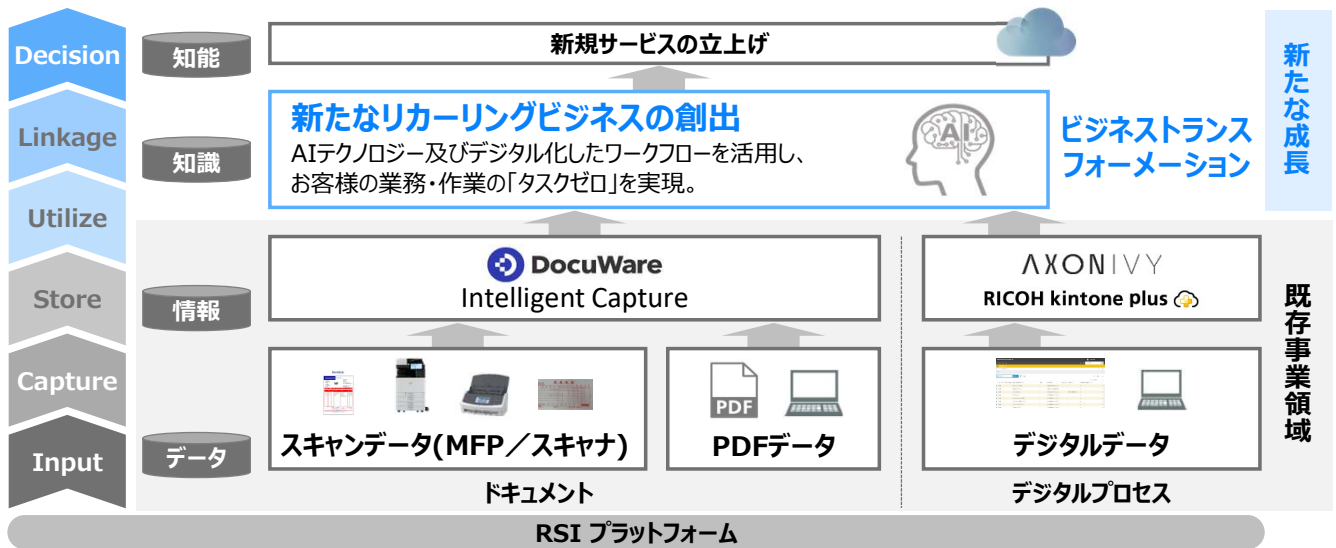 Decision
知能
新規サービスの立上げ
新たな成長
Linkage
知識
新たなリカーリングビジネスの創出
AIテクノロジー及びデジタル化したワークフローを活用し、
お客様の業務・作業の「タスクゼロ」を実現。
AI
ビジネストランス
フォーメーション
Utilize
Store
情報
DocuWare
Intelligent Capture
AXONIVY
RICOH kintone plus
既存事業領域
Capture
PDF
Input
データ
スキャンデータ(MFP／スキャナ)
PDFデータ
デジタルデータ
ドキュメント
デジタルプロセス
RSI プラットフォーム